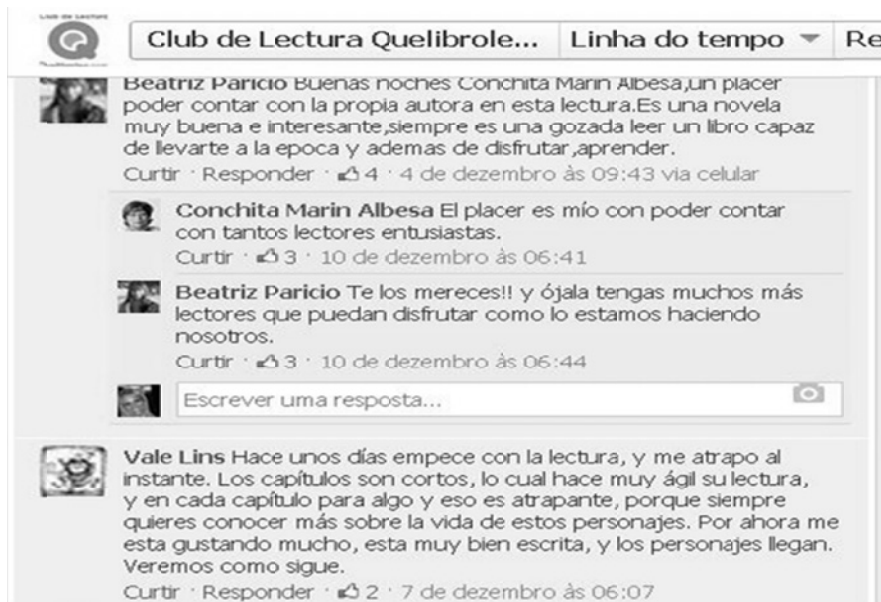 Club de Lectura Quelibrole... Linha do tempo Re
Beatriz Paricio Buenas noches Conchita Marin Albesa,un placer
poder contar con la propia autora en esta lectura.Es una novela
muy buena e interesante,siempre es una gozada leer un libro capaz
de llevarte a la epoca y ademas de disfrutar,aprender.
Curtir · Responder · 4 · 4 de dezembro às 09:43 via celular
Conchita Marin Albesa El placer es mío con poder contar
con tantos lectores entusiastas.
Curtir · 3 · 10 de dezembro às 06:41
Beatriz Paricio Te los mereces!! y ójala tengas muchos más
lectores que puedan disfrutar como lo estamos haciendo
nosotros.
Curtir · 3 · 10 de dezembro às 06:44
Escrever uma resposta...
Vale Lins Hace unos días empece con la lectura, y me atrapo al
instante. Los capítulos son cortos, lo cual hace muy ágil su lectura,
y en cada capítulo para algo y eso es atrapante, porque siempre
quieres conocer más sobre la vida de estos personajes. Por ahora me
esta gustando mucho, esta muy bien escrita, y los personajes llegan.
Veremos como sigue.
Curtir · Responder · 2 · 7 de dezembro às 06:07